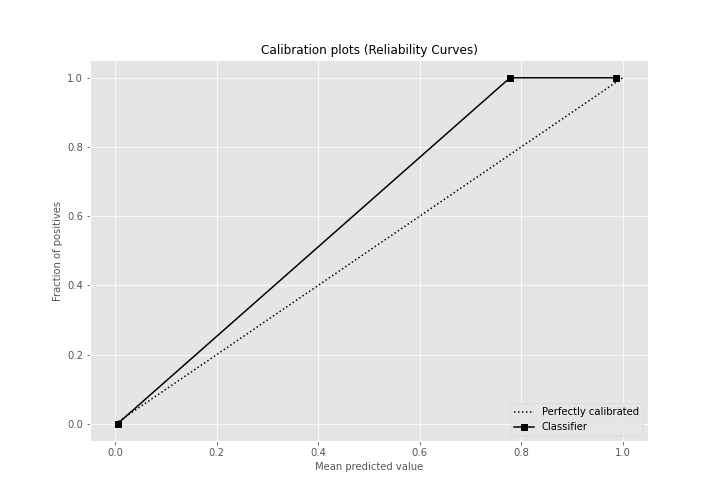 Calibration plots (Reliability Curves)
1.0
0.8
0.6
0.4
0.2
0.0
Fraction of positives
0.0 0.2 0.4 0.6 0.8 1.0
Mean predicted value
Perfectly calibrated
Classifier